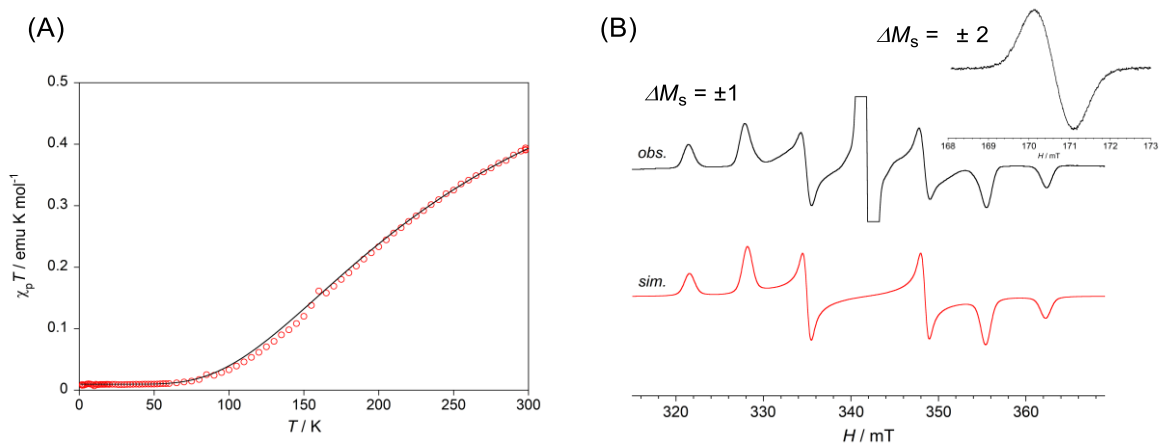 (A)
0.5
0.4
0.3
0.2
0.1
0
χpT / emu K mol-1
0 50 100 150 200 250 300
T / K
(B)
ΔMs = ± 2
ΔMs = ±1
168 169 170 171 172 173
H / mT
obs.
sim.
320 330 340 350 360
H / mT